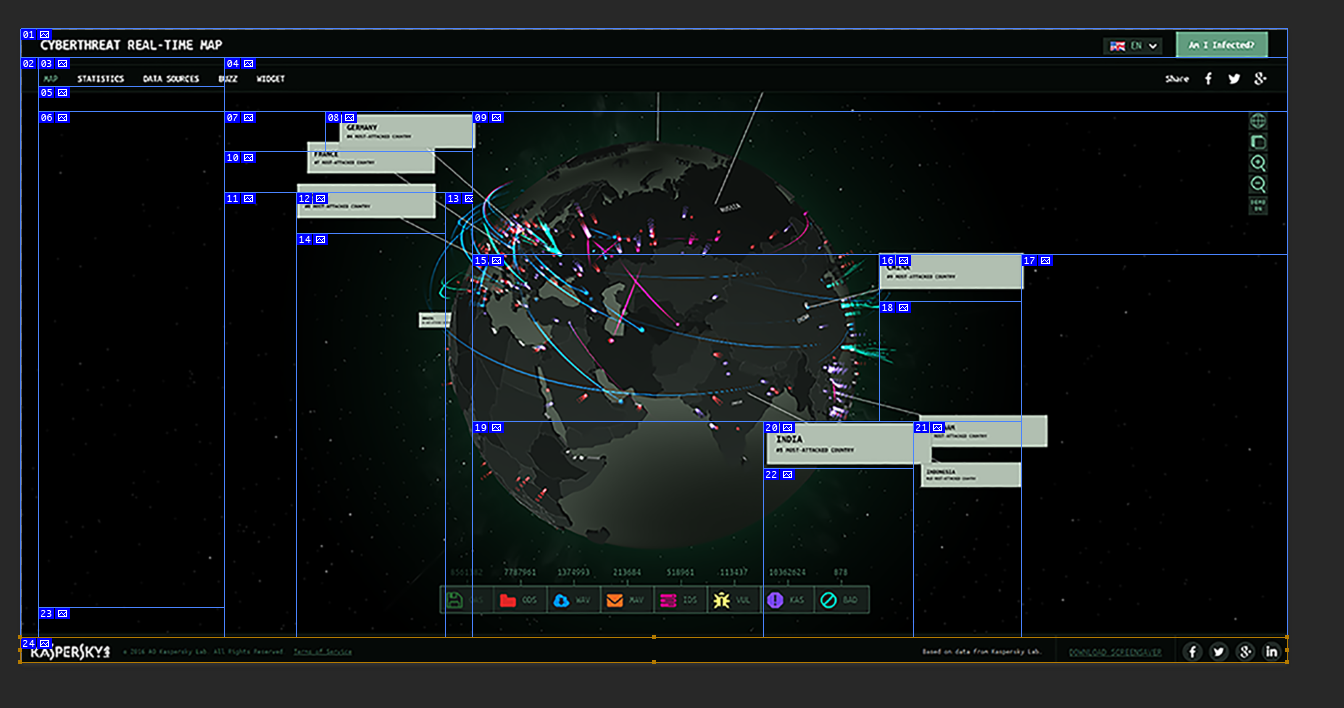 01
CYBERTHREAT REAL-TIME MAP
EN
Am I Infected?
02 03 04
MAP STATISTICS DATA SOURCES BUZZ WIDGET
Share
05
06 07 08 09
GERMANY
#6 MOST-ATTACKED COUNTRY
10
FRANCE
#7 MOST-ATTACKED COUNTRY
11 12 13
MOST-ATTACKED COUNTRY
RUSSIA
DEMO
ON
14
15 16 17
CHINA
MOST-ATTACKED COUNTRY
18
19 20 21
INDIA
#5 MOST-ATTACKED COUNTRY
AM
MOST-ATTACKED COUNTRY
22
INDONESIA
MOST-ATTACKED COUNTRY
7787961 1374993 213684 518961 113437 10362624 878
OAS ODS WAV MAV IDS VUL KAS BAD
23
24
KASPERSKY
© 2016 AO Kaspersky Lab. All Rights Reserved Terms of Service
Based on data from Kaspersky Lab.
DOWNLOAD SCREENSAVER